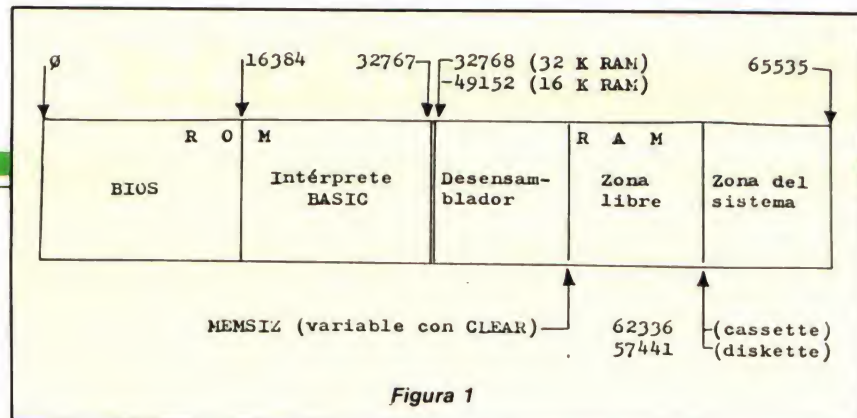 Ø 16384 32767 32768 (32 K RAM) 65535
-49152 (16 K RAM)
R O M R A M
BIOS Intérprete Desensam- Zona Zona del
BASIC blador libre sistema
MEMSIZ (variable con CLEAR) 62336 (cassette)
57441 (diskette)
Figura 1